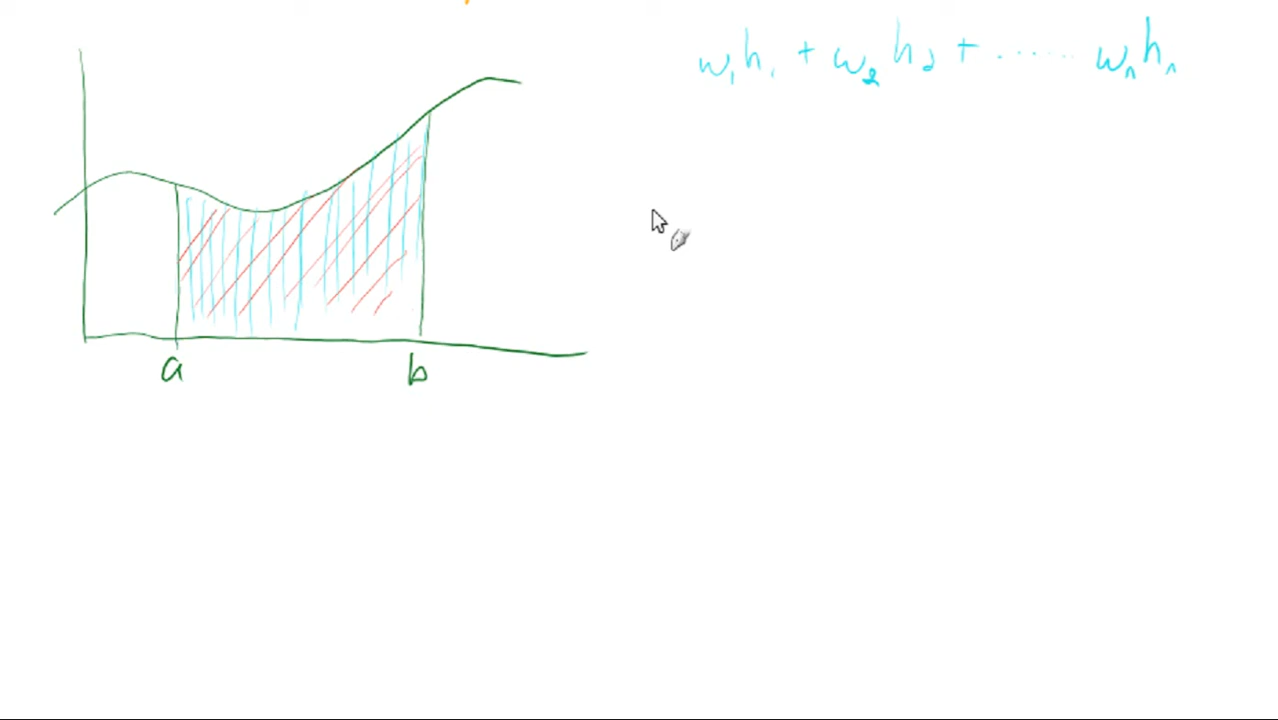 w₁h₁ + w₂h₂ + ...... wₙhₙ
a b